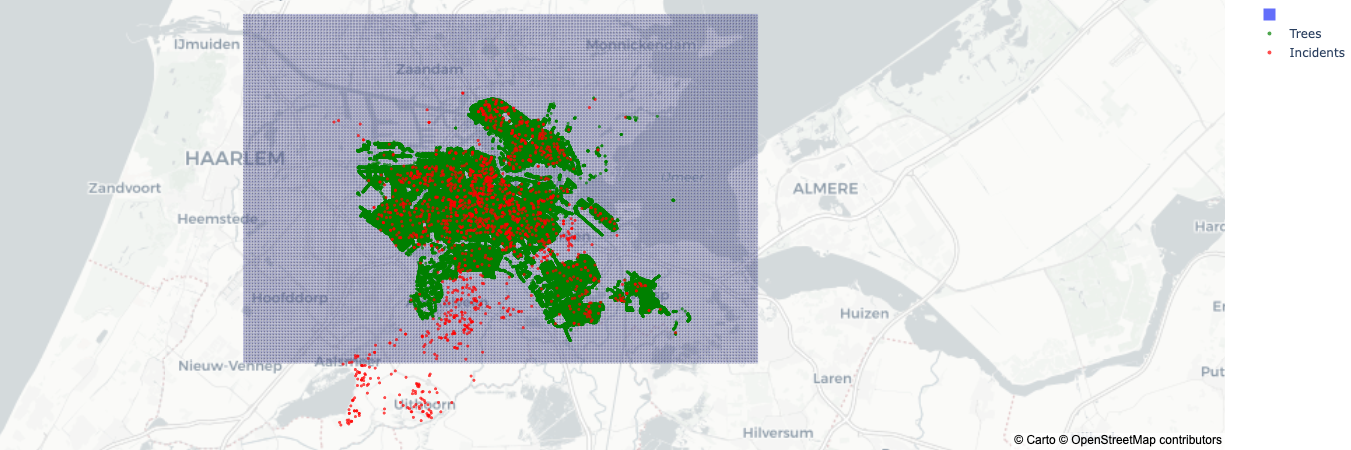 IJmuiden
Monnickendam
Zaandam
HAARLEM
Zandvoort
IJmeer
ALMERE
Heemstede
Hard
Hoofddorp
Huizen
Er
Aalsmeer
Nieuw-Vennep
Laren
Put
Uithoorn
Hilversum
Trees
Incidents
© Carto © OpenStreetMap contributors